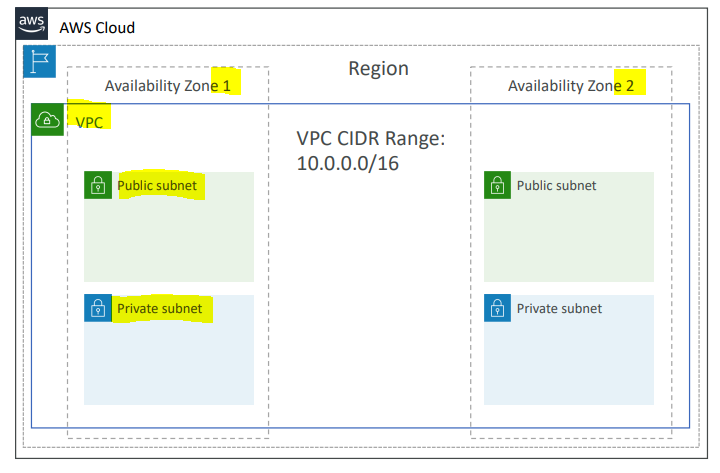 aws
AWS Cloud
Region
Availability Zone 1
Availability Zone 2
VPC
VPC CIDR Range:
10.0.0.0/16
Public subnet
Public subnet
Private subnet
Private subnet